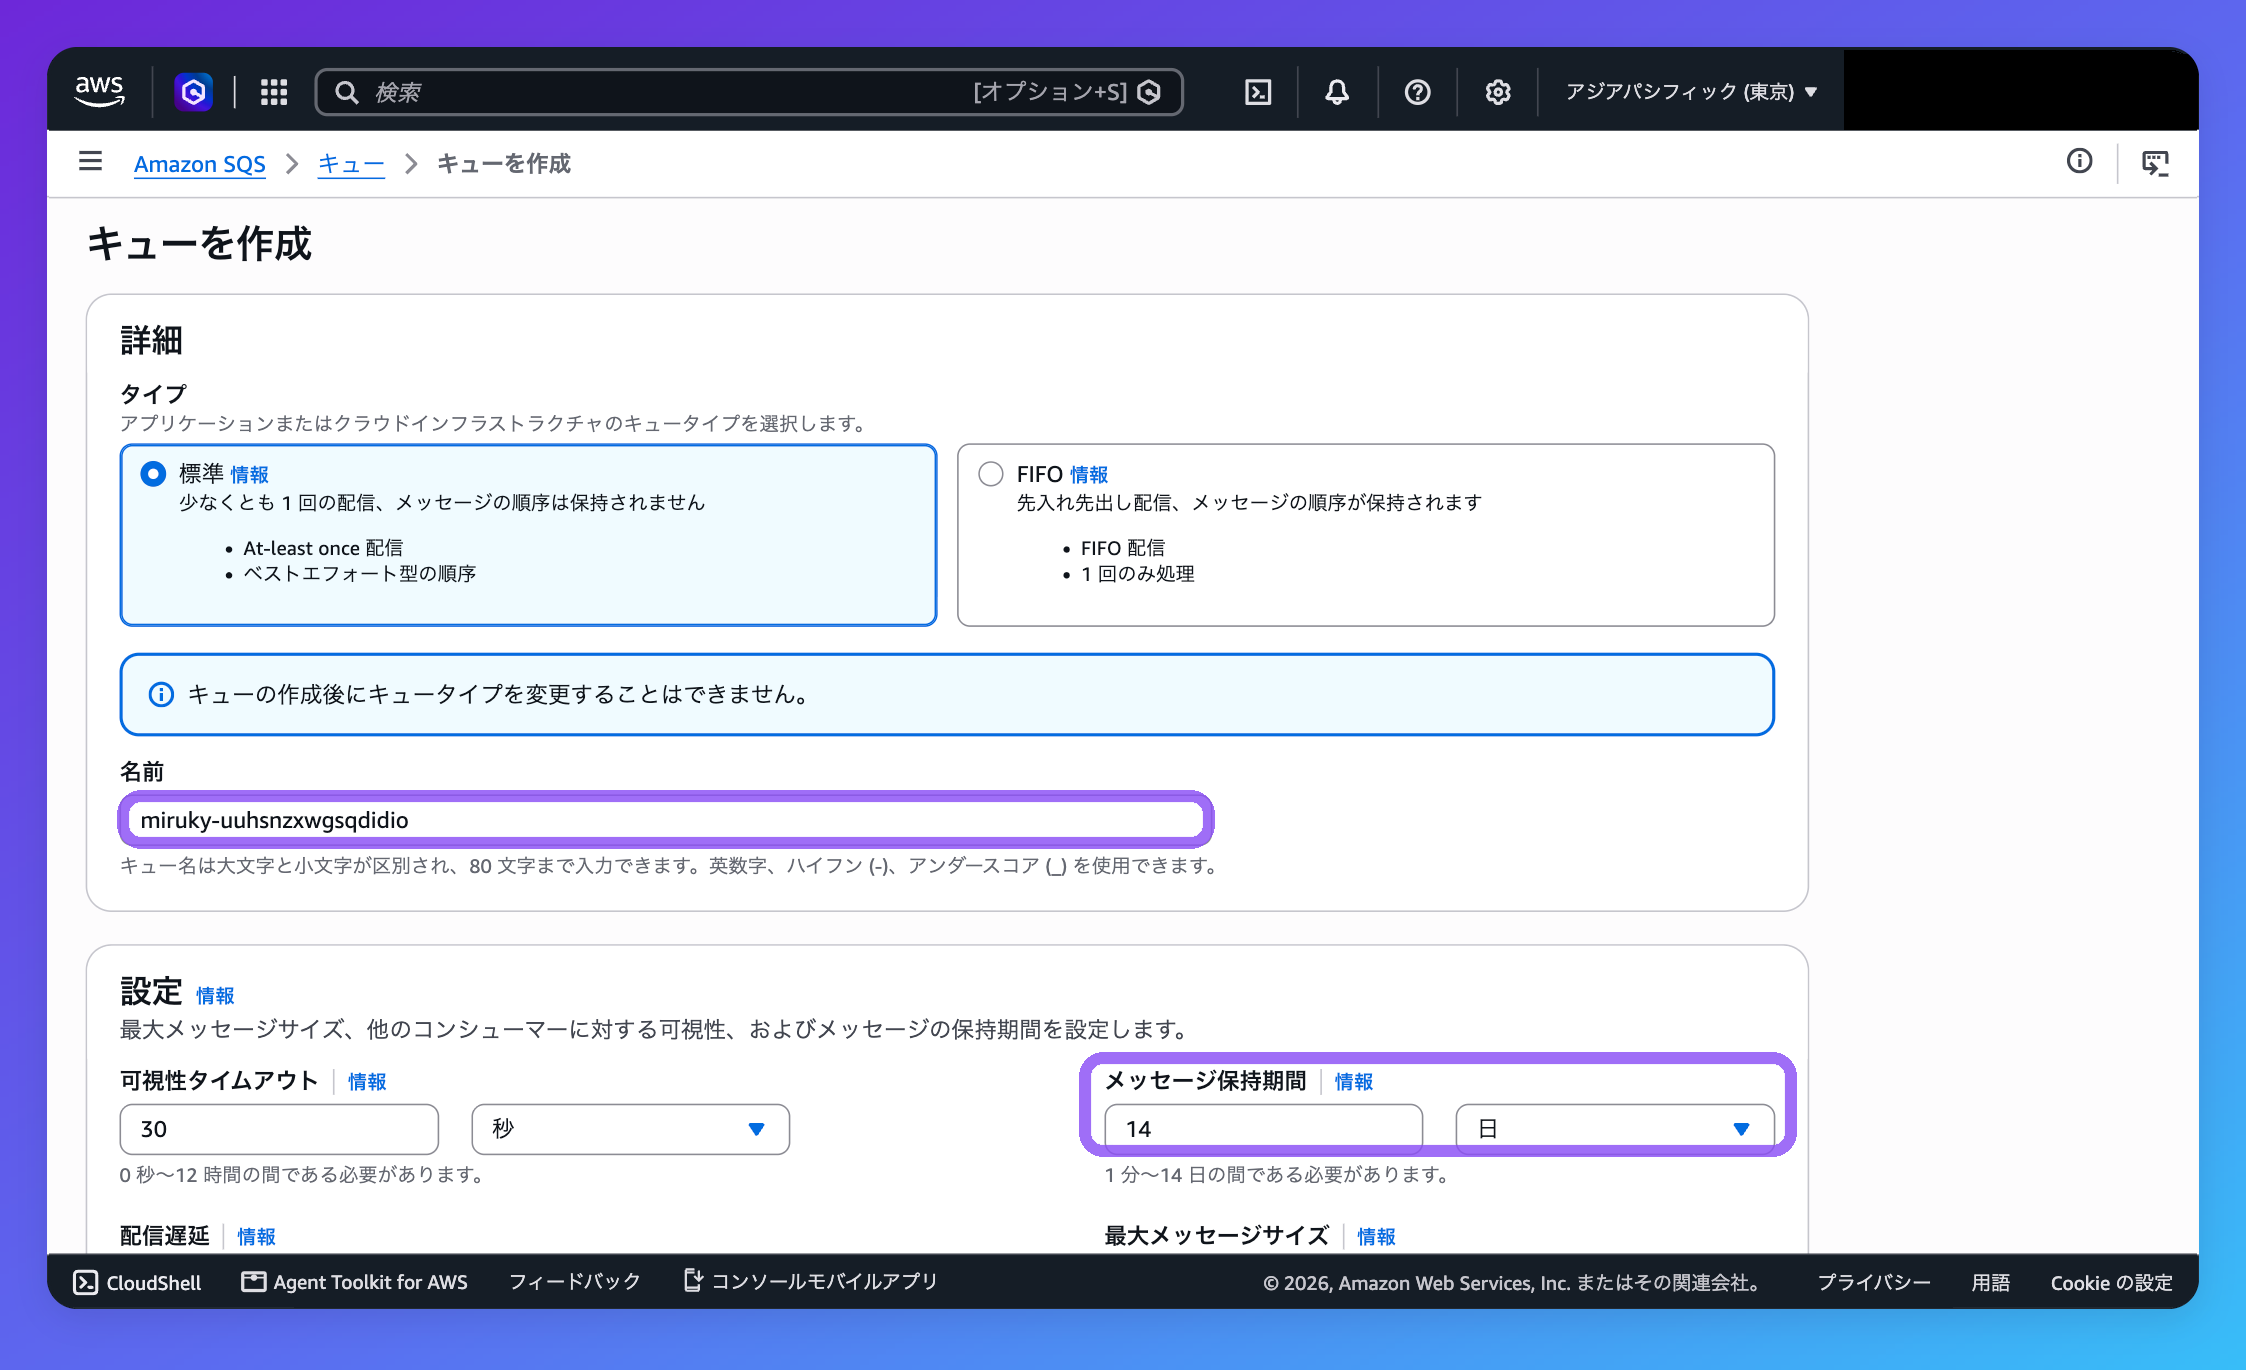 aws
検索 [オプション+S]
アジアパシフィック (東京) ▼
Amazon SQS > キュー > キューを作成
キューを作成
詳細
タイプ
アプリケーションまたはクラウドインフラストラクチャのキュータイプを選択します。
標準 情報
少なくとも 1 回の配信、メッセージの順序は保持されません
• At-least once 配信
• ベストエフォート型の順序
FIFO 情報
先入れ先出し配信、メッセージの順序が保持されます
• FIFO 配信
• 1 回のみ処理
キューの作成後にキュータイプを変更することはできません。
名前
miruky-uuhsnzxwgsqdidio
キュー名は大文字と小文字が区別され、80 文字まで入力できます。英数字、ハイフン (-)、アンダースコア (_) を使用できます。
設定 情報
最大メッセージサイズ、他のコンシューマーに対する可視性、およびメッセージの保持期間を設定します。
可視性タイムアウト 情報
30 秒
0 秒～12 時間の間である必要があります。
メッセージ保持期間 情報
14 日
1 分～14 日の間である必要があります。
配信遅延 情報
最大メッセージサイズ 情報
CloudShell Agent Toolkit for AWS フィードバック コンソールモバイルアプリ © 2026, Amazon Web Services, Inc. またはその関連会社。 プライバシー 用語 Cookie の設定